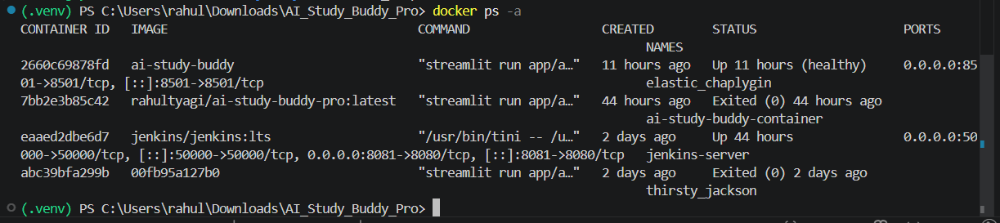 (.venv) PS C:\Users\rahul\Downloads\AI_Study_Buddy_Pro> docker ps -a
CONTAINER ID   IMAGE                                  COMMAND                  CREATED        STATUS                    PORTS
NAMES
2660c69878fd   ai-study-buddy                         "streamlit run app/a…"   11 hours ago   Up 11 hours (healthy)     0.0.0.0:85
01->8501/tcp, [::]:8501->8501/tcp                     elastic_chaplygin
7bb2e3b85c42   rahultyagi/ai-study-buddy-pro:latest   "streamlit run app/a…"   44 hours ago   Exited (0) 44 hours ago
ai-study-buddy-container
eaaed2dbe6d7   jenkins/jenkins:lts                    "/usr/bin/tini -- /u…"   2 days ago     Up 44 hours               0.0.0.0:50
000->50000/tcp, [::]:50000->50000/tcp, 0.0.0.0:8081->8080/tcp, [::]:8081->8080/tcp   jenkins-server
abc39bfa299b   00fb95a127b0                           "streamlit run app/a…"   2 days ago     Exited (0) 2 days ago
thirsty_jackson
(.venv) PS C:\Users\rahul\Downloads\AI_Study_Buddy_Pro>